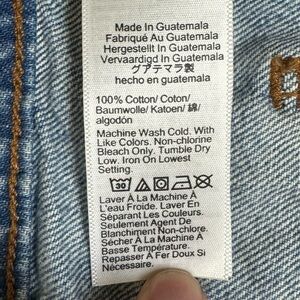 Made In Guatemala
Fabriqué Au Guatemala
Hergestellt In Guatemala
Vervaardigd In Guatemala
グアテマラ製
hecho en guatemala
100% Cotton/ Coton/
Baumwolle/ Katoen/ 綿/
algodón
Machine Wash Cold. With
Like Colors. Non-chlorine
Bleach Only. Tumble Dry
Low. Iron On Lowest
Setting.
30
Laver À La Machine À
L'eau Froide. Laver En
Séparant Les Couleurs.
Seulement Agent De
Blanchiment Non-chlore.
Sécher À La Machine À
Basse Température.
Repasser À Fer Doux Si
Nécessaire.